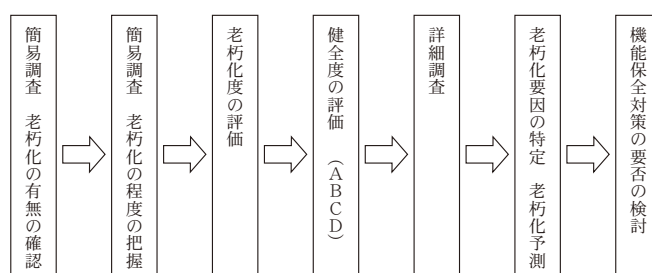 簡易調査　老朽化の有無の確認
簡易調査　老朽化の程度の把握
老朽化度の評価
健全度の評価　（ＡＢＣＤ）
詳細調査
老朽化要因の特定　老朽化予測
機能保全対策の要否の検討